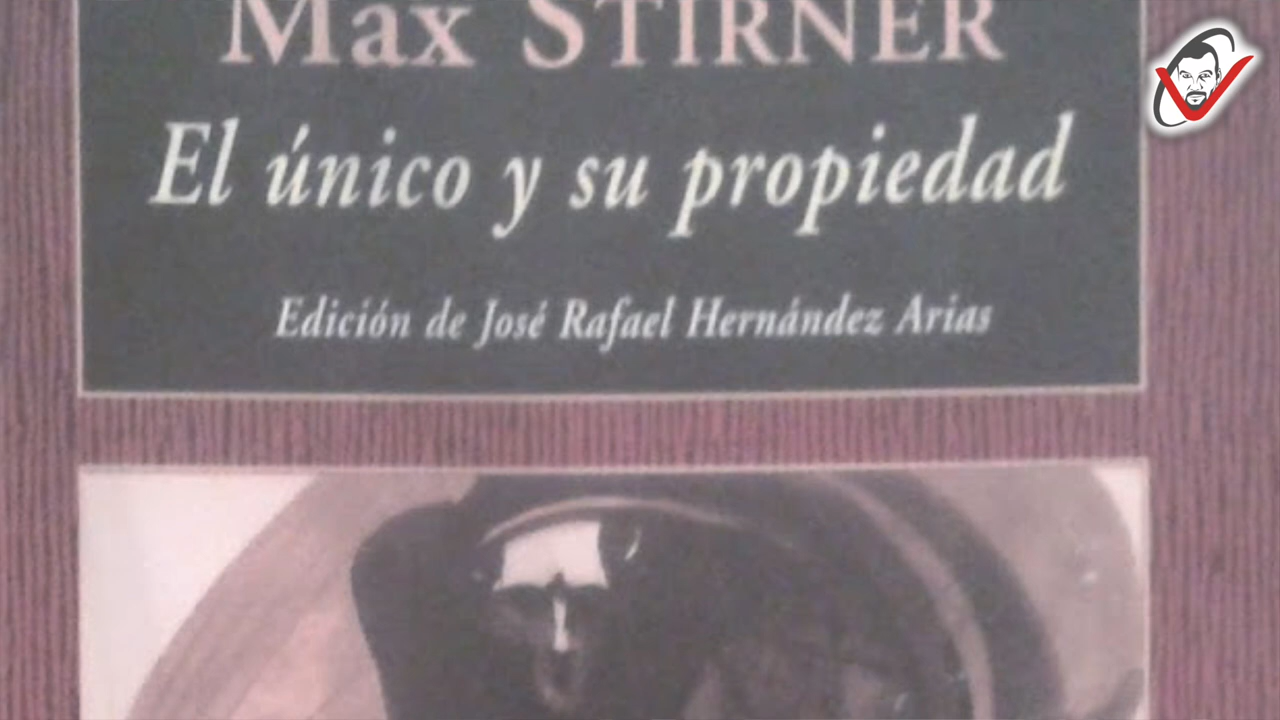 Max STIRNER
El único y su propiedad
Edición de José Rafael Hernández Arias